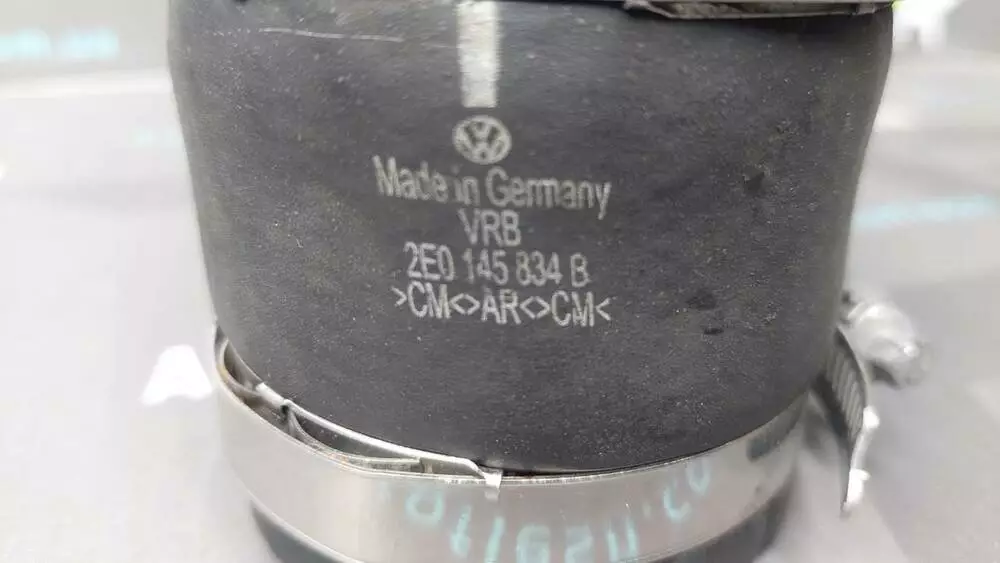 Made in Germany
VRB
2E0 145 834 B
>CM<>AR<>CM<